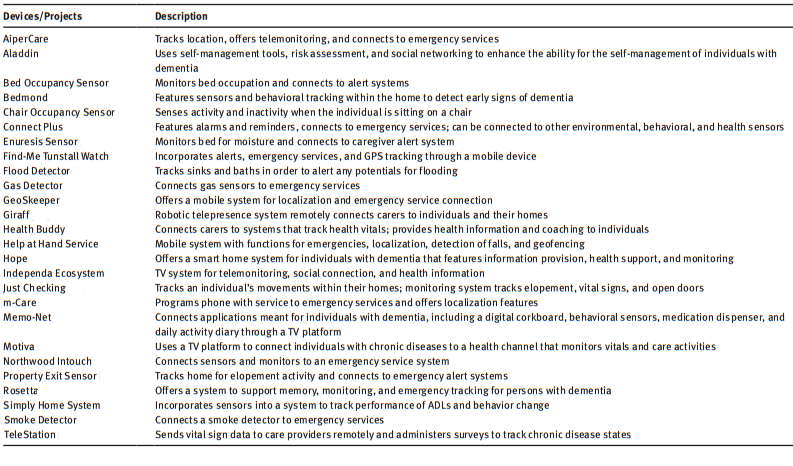 Devices/Projects Description
AiperCare Tracks location, offers telemonitoring, and connects to emergency services
Aladdin Uses self-management tools, risk assessment, and social networking to enhance the ability for the self-management of individuals with
dementia
Bed Occupancy Sensor Monitors bed occupation and connects to alert systems
Bedmond Features sensors and behavioral tracking within the home to detect early signs of dementia
Chair Occupancy Sensor Senses activity and inactivity when the individual is sitting on a chair
Connect Plus Features alarms and reminders, connects to emergency services; can be connected to other environmental, behavioral, and health sensors
Enuresis Sensor Monitors bed for moisture and connects to caregiver alert system
Find-Me Tunstall Watch Incorporates alerts, emergency services, and GPS tracking through a mobile device
Flood Detector Tracks sinks and baths in order to alert any potentials for flooding
Gas Detector Connects gas sensors to emergency services
GeoSkeeper Offers a mobile system for localization and emergency service connection
Giraff Robotic telepresence system remotely connects carers to individuals and their homes
Health Buddy Connects carers to systems that track health vitals; provides health information and coaching to individuals
Help at Hand Service Mobile system with functions for emergencies, localization, detection of falls, and geofencing
Hope Offers a smart home system for individuals with dementia that features information provision, health support, and monitoring
Independa Ecosystem TV system for telemonitoring, social connection, and health information
Just Checking Tracks an individual's movements within their homes; monitoring system tracks elopement, vital signs, and open doors
m-Care Programs phone with service to emergency services and offers localization features
Memo-Net Connects applications meant for individuals with dementia, including a digital corkboard, behavioral sensors, medication dispenser, and
daily activity diary through a TV platform
Motiva Uses a TV platform to connect individuals with chronic diseases to a health channel that monitors vitals and care activities
Northwood Intouch Connects sensors and monitors to an emergency service system
Property Exit Sensor Tracks home for elopement activity and connects to emergency alert systems
Rosetta Offers a system to support memory, monitoring, and emergency tracking for persons with dementia
Simply Home System Incorporates sensors into a system to track performance of ADLs and behavior change
Smoke Detector Connects a smoke detector to emergency services
TeleStation Sends vital sign data to care providers remotely and administers surveys to track chronic disease states